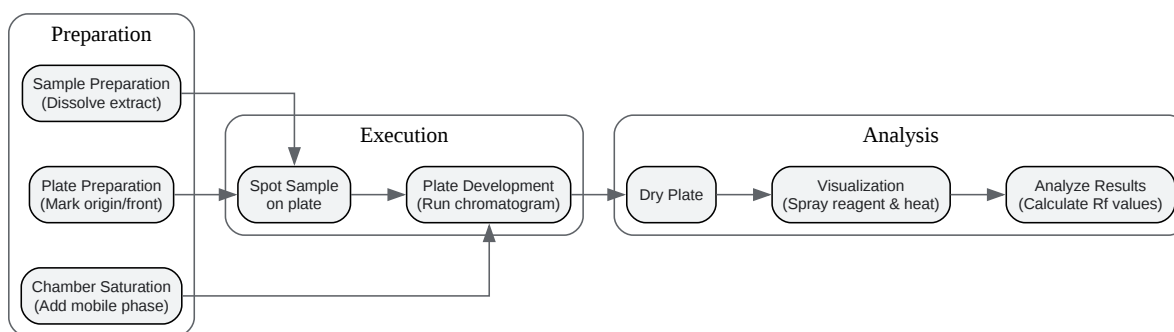 Preparation
Sample Preparation
(Dissolve extract)
Plate Preparation
(Mark origin/front)
Chamber Saturation
(Add mobile phase)
Execution
Spot Sample
on plate
Plate Development
(Run chromatogram)
Analysis
Dry Plate
Visualization
(Spray reagent & heat)
Analyze Results
(Calculate Rf values)